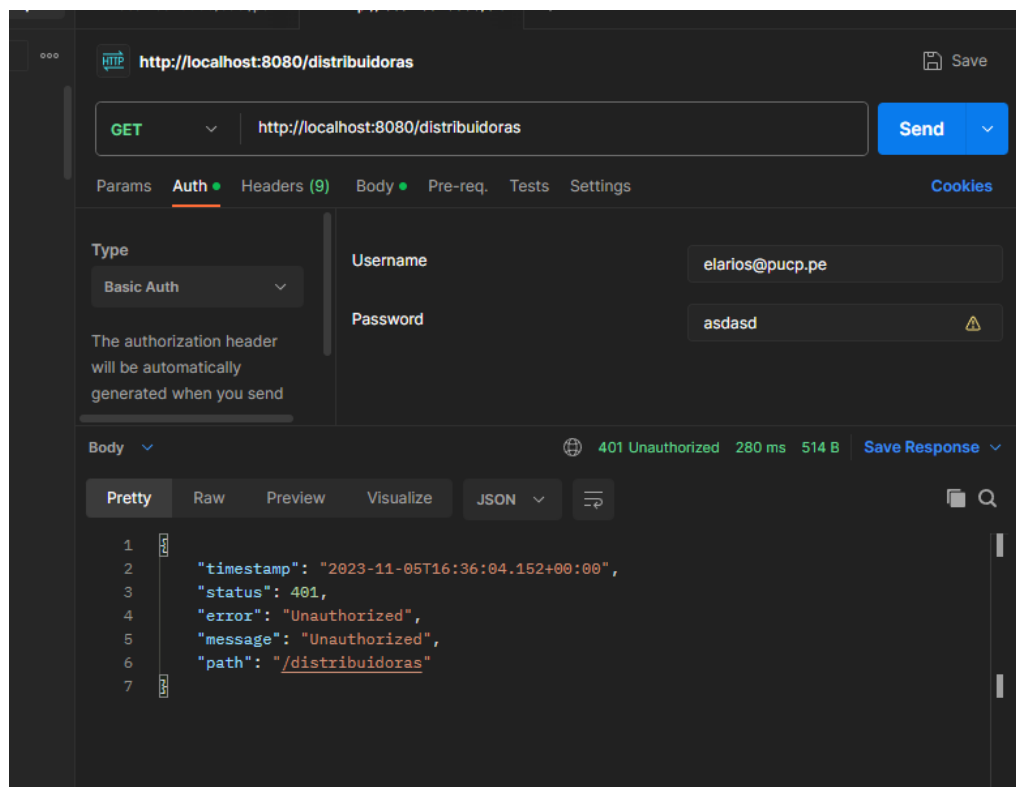 HTTP http://localhost:8080/distribuidoras Save
GET http://localhost:8080/distribuidoras Send
Params Auth Headers (9) Body Pre-req. Tests Settings Cookies
Type
Basic Auth
The authorization header
will be automatically
generated when you send
Username elarios@pucp.pe
Password asdasd
Body 401 Unauthorized 280 ms 514 B Save Response
Pretty Raw Preview Visualize JSON
1 {
2 "timestamp": "2023-11-05T16:36:04.152+00:00",
3 "status": 401,
4 "error": "Unauthorized",
5 "message": "Unauthorized",
6 "path": "/distribuidoras"
7 }